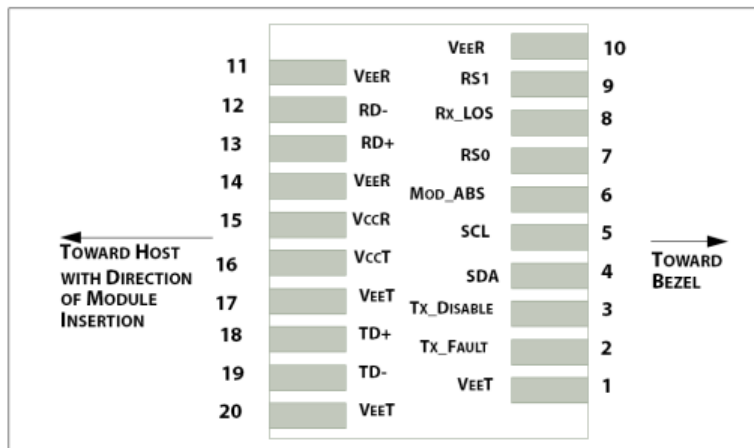 11 VEER
12 RD-
13 RD+
14 VEER
15 VCCR
16 VCCT
17 VEET
18 TD+
19 TD-
20 VEET
VEER 10
RS1 9
RX_LOS 8
RS0 7
MOD_ABS 6
SCL 5
SDA 4
TX_DISABLE 3
TX_FAULT 2
VEET 1
TOWARD HOST
WITH DIRECTION
OF MODULE
INSERTION
TOWARD
BEZEL